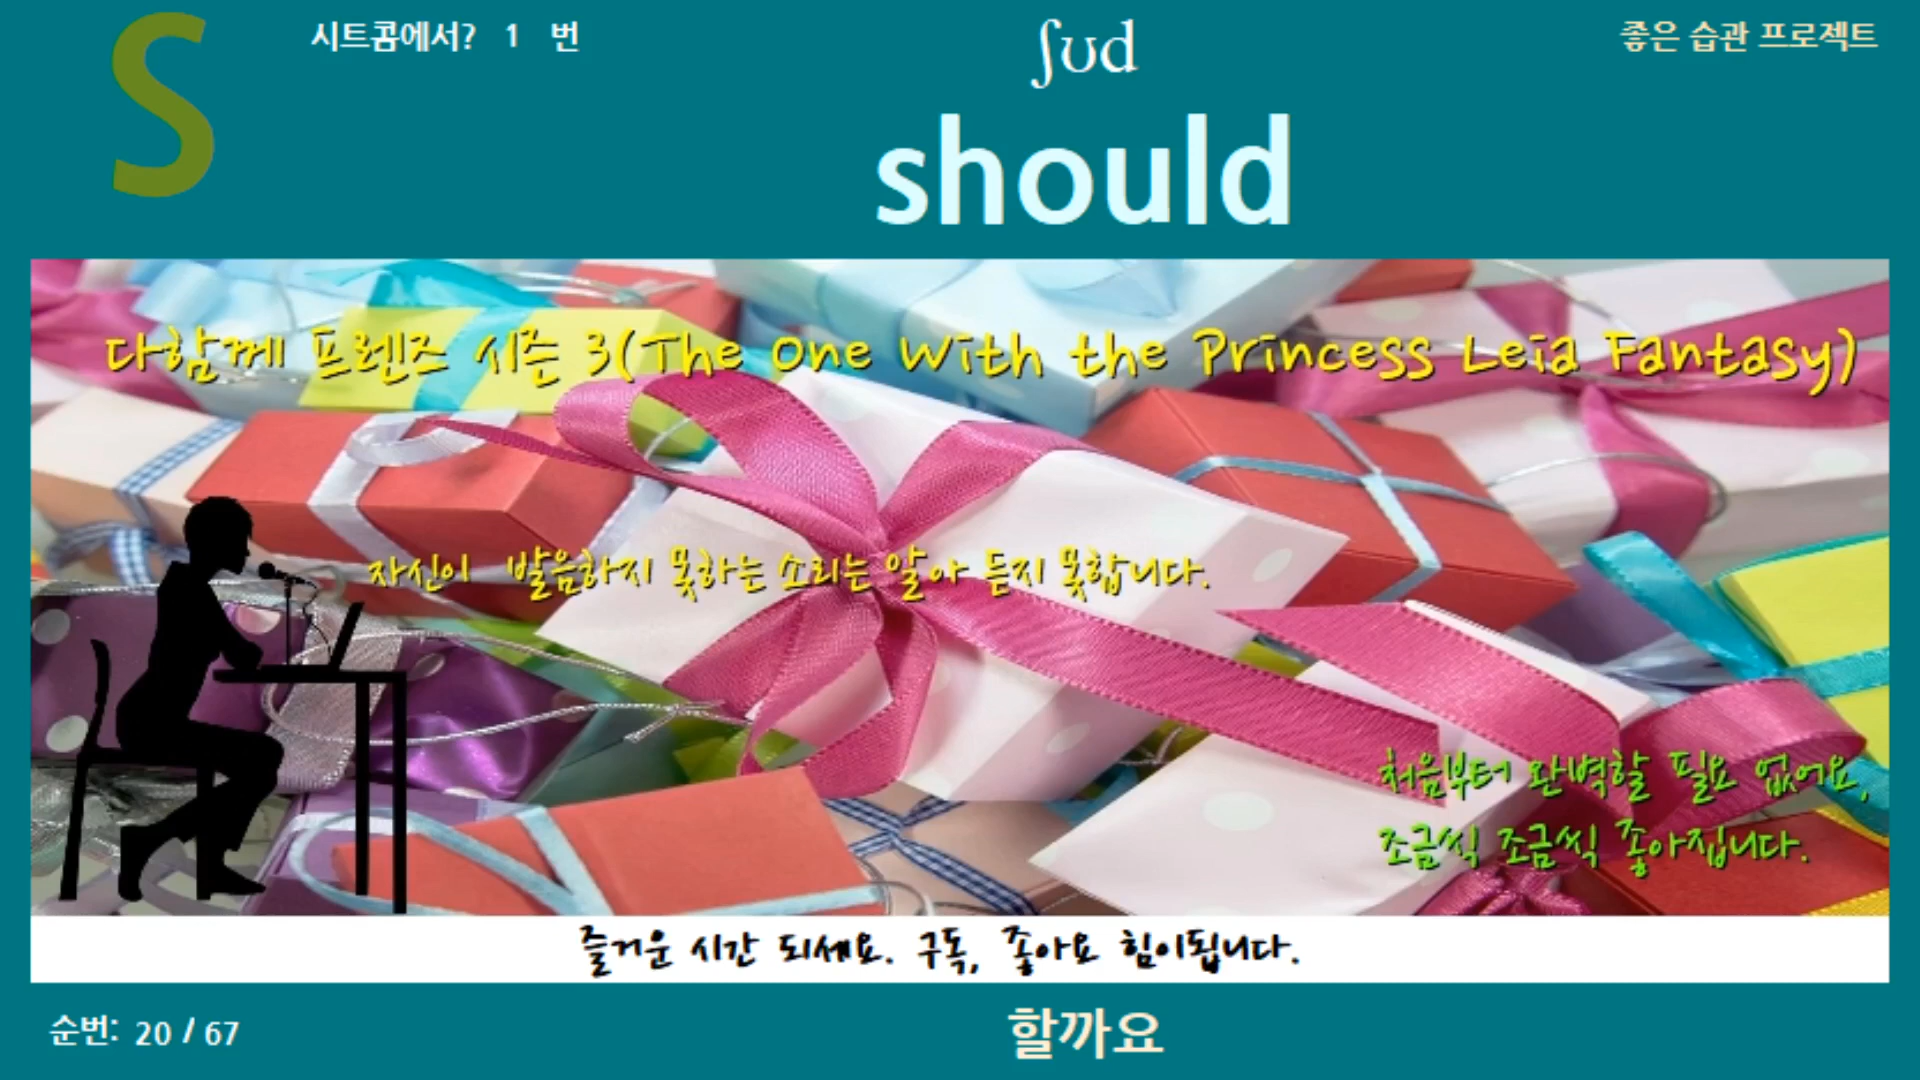 S
시트콤에서? 1 번
ʃʊd
좋은 습관 프로젝트
should
다함께 프렌즈 시즌 3(The One With the Princess Leia Fantasy)
자신이 발음하지 못하는 소리는 알아 듣지 못합니다.
처음부터 완벽할 필요 없어요,
조금씩 조금씩 좋아집니다.
즐거운 시간 되세요. 구독, 좋아요 힘이됩니다.
순번: 20 / 67
할까요